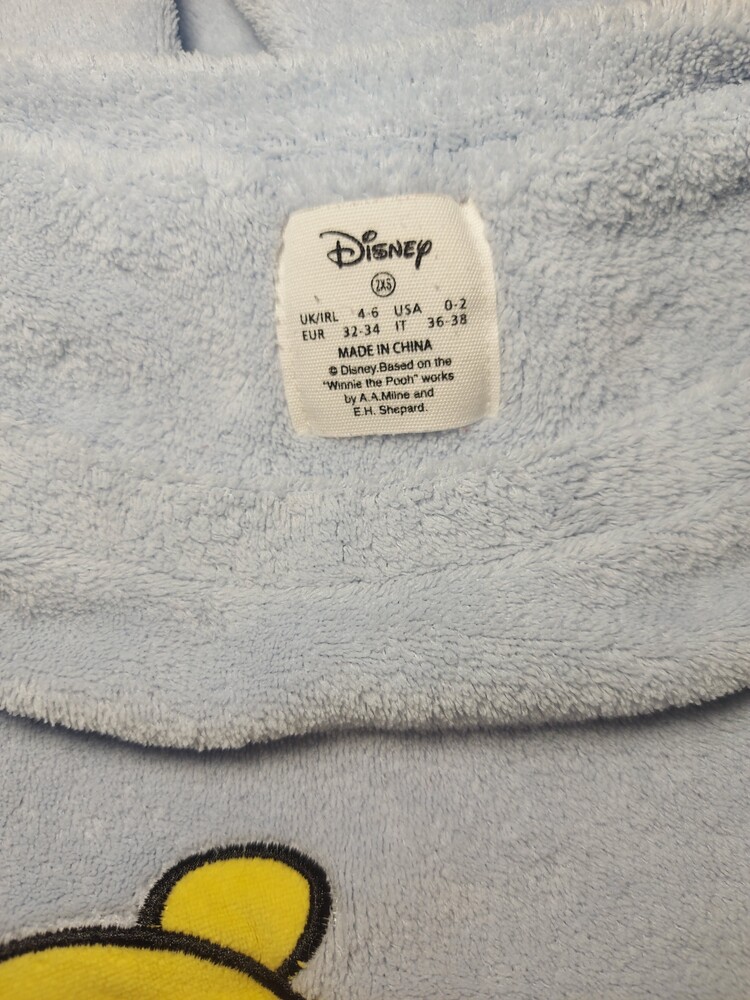 Disney
2XS
UK/IRL 4-6 USA 0-2
EUR 32-34 IT 36-38
MADE IN CHINA
© Disney.Based on the
"Winnie the Pooh" works
by A.A.Milne and
E.H. Shepard.